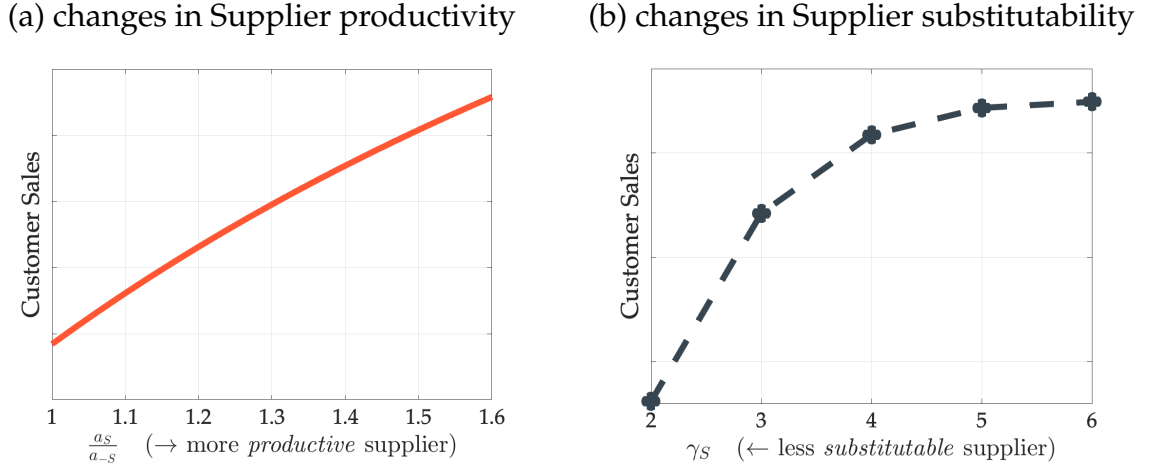 (a) changes in Supplier productivity
Customer Sales
1 1.1 1.2 1.3 1.4 1.5 1.6
a_S / a_{-S} (→ more productive supplier)
(b) changes in Supplier substitutability
Customer Sales
2 3 4 5 6
γ_S (← less substitutable supplier)